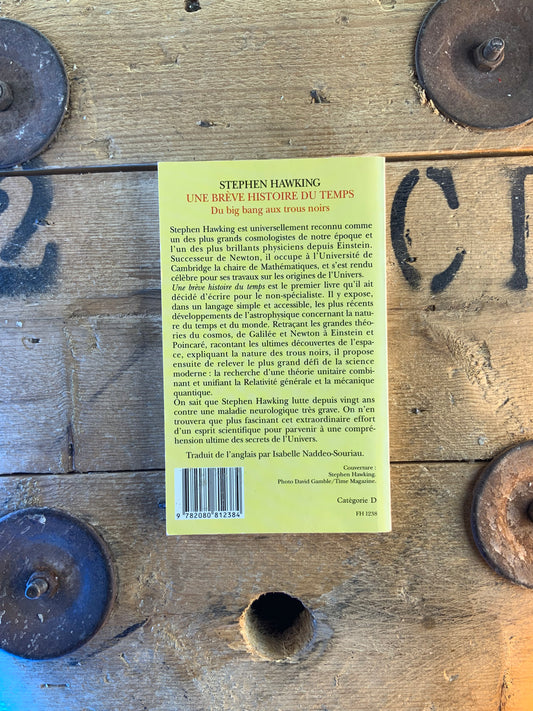 STEPHEN HAWKING
UNE BRÈVE HISTOIRE DU TEMPS
Du big bang aux trous noirs
Stephen Hawking est universellement reconnu comme
un des plus grands cosmologistes de notre époque et
l'un des plus brillants physiciens depuis Einstein.
Successeur de Newton, il occupe à l'Université de
Cambridge la chaire de Mathématiques, et s'est rendu
célèbre pour ses travaux sur les origines de l'Univers.
Une brève histoire du temps est le premier livre qu'il ait
décidé d'écrire pour le non-spécialiste. Il y expose,
dans un langage simple et accessible, les plus récents
développements de l'astrophysique concernant la natu-
re du temps et du monde. Retraçant les grandes théo-
ries du cosmos, de Galilée et Newton à Einstein et
Poincaré, racontant les ultimes découvertes de l'espa-
ce, expliquant la nature des trous noirs, il propose
ensuite de relever le plus grand défi de la science
moderne : la recherche d'une théorie unitaire combi-
nant et unifiant la Relativité générale et la mécanique
quantique.
On sait que Stephen Hawking lutte depuis vingt ans
contre une maladie neurologique très grave. On n'en
trouvera que plus fascinant cet extraordinaire effort
d'un esprit scientifique pour parvenir à une compré-
hension ultime des secrets de l'Univers.
Traduit de l'anglais par Isabelle Naddeo-Souriau.
Couverture :
Stephen Hawking.
Photo David Gamble/Time Magazine.
Catégorie D
9 782080 812384
FH 1238
2
C